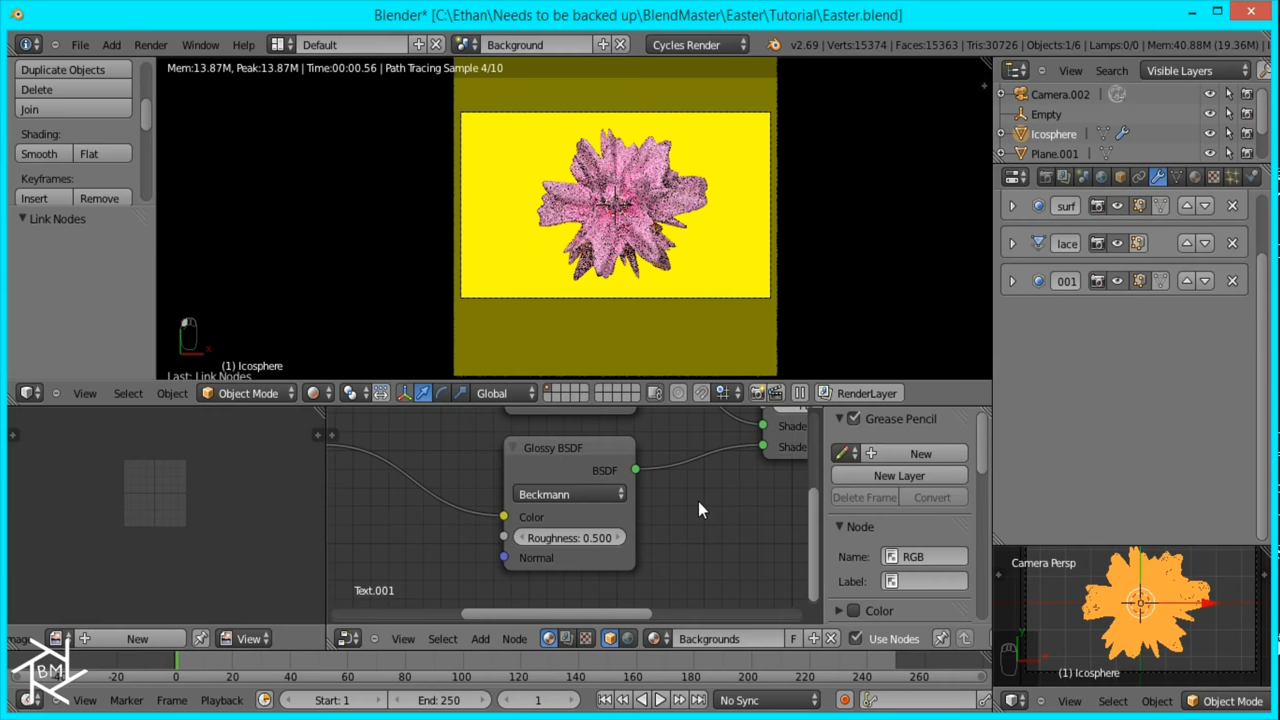 Blender* [C:\Ethan\Needs to be backed up\BlendMaster\Easter\Tutorial\Easter.blend]
File Add Render Window Help Default Background Cycles Render v2.69 | Verts:15374 | Faces:15363 | Tris:30726 | Objects:1/6 | Lamps:0/0 | Mem:40.88M (19.36M)
Duplicate Objects
Delete
Join
Shading:
Smooth Flat
Keyframes:
Insert Remove
Link Nodes
Mem:13.87M, Peak:13.87M | Time:00:00.56 | Path Tracing Sample 4/10
x
(1) Icosphere
Last: Link Nodes
View Select Object Object Mode Global RenderLayer
View Search Visible Layers
Camera.002
Empty
Icosphere
Plane.001
surf
lace
001
Glossy BSDF
BSDF
Beckmann
Color
Roughness: 0.500
Normal
Shade
Shade
Text.001
Grease Pencil
New
New Layer
Delete Frame Convert
Node
Name: RGB
Label:
Color
New View
View Select Add Node Backgrounds F Use Nodes
Camera Persp
(1) Icosphere
BM
-20 0 20 40 60 80 100 120 140 160 180 200 220 240 260
View Marker Frame Playback Start: 1 End: 250 1 No Sync
View Select Object Object Mode